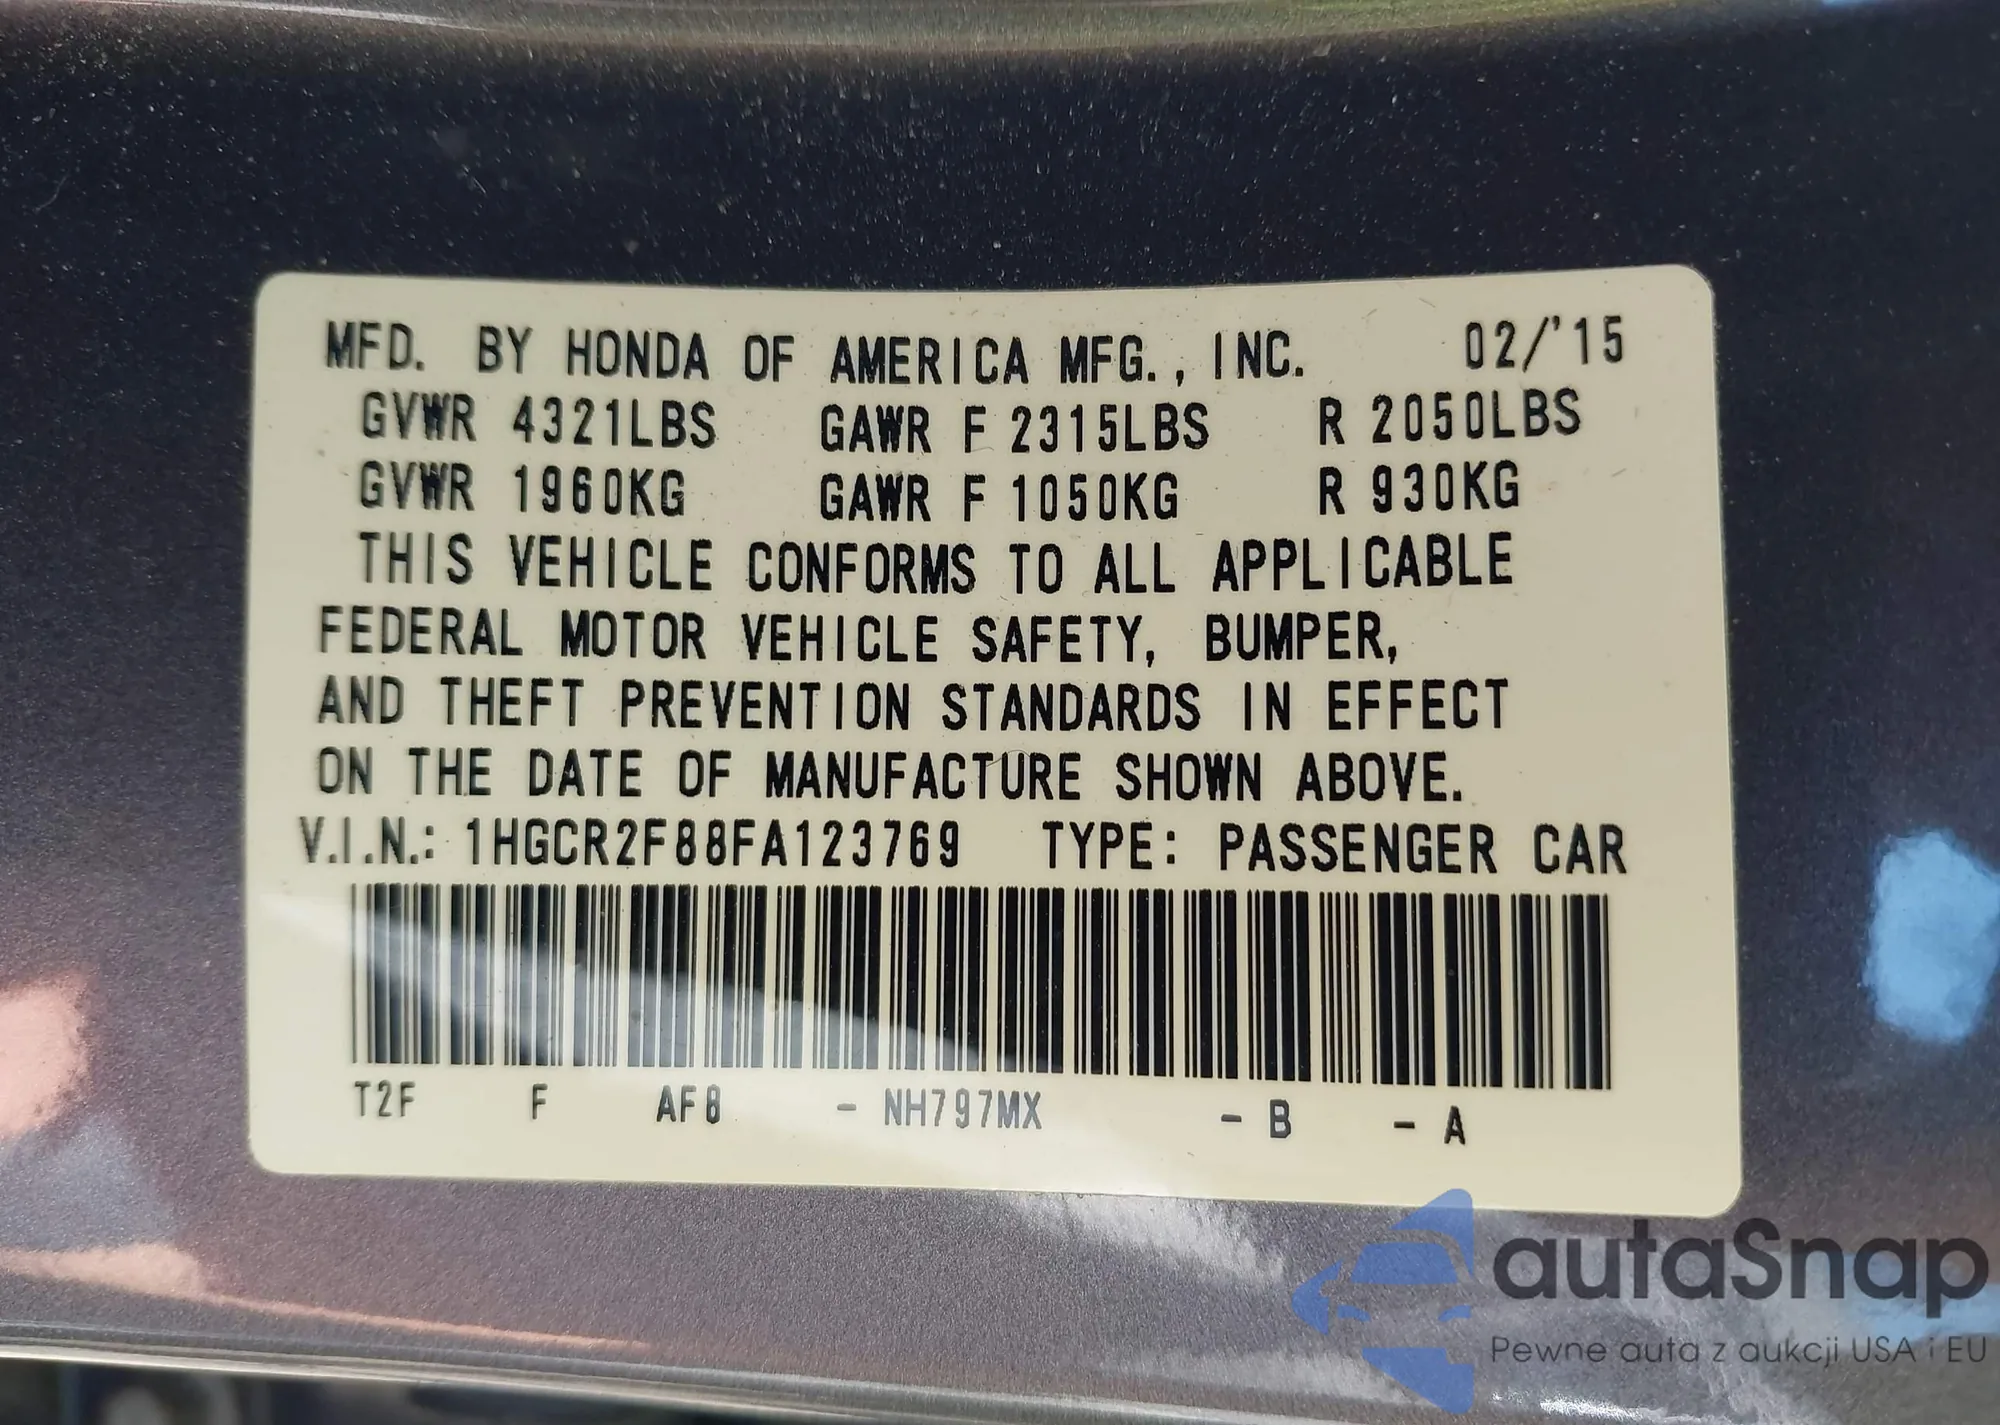 MFD. BY HONDA OF AMERICA MFG., INC. 02/'15
GVWR 4321LBS GAWR F 2315LBS R 2050LBS
GVWR 1960KG GAWR F 1050KG R 930KG
THIS VEHICLE CONFORMS TO ALL APPLICABLE
FEDERAL MOTOR VEHICLE SAFETY, BUMPER,
AND THEFT PREVENTION STANDARDS IN EFFECT
ON THE DATE OF MANUFACTURE SHOWN ABOVE.
V.I.N.: 1HGCR2F88FA123769 TYPE: PASSENGER CAR
T2F F AF8 - NH797MX - B - A
autaSnap
Pewne auta z aukcji USA i EU